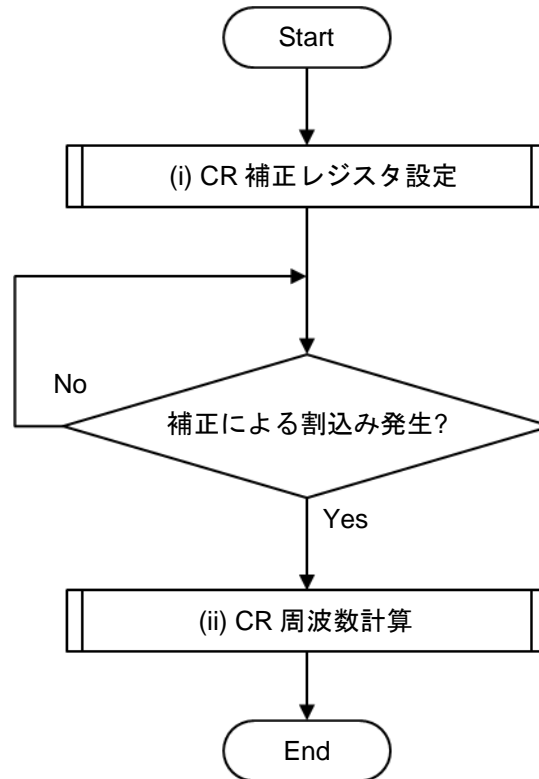 Start
(i) CR 補正レジスタ設定
No
補正による割込み発生?
Yes
(ii) CR 周波数計算
End